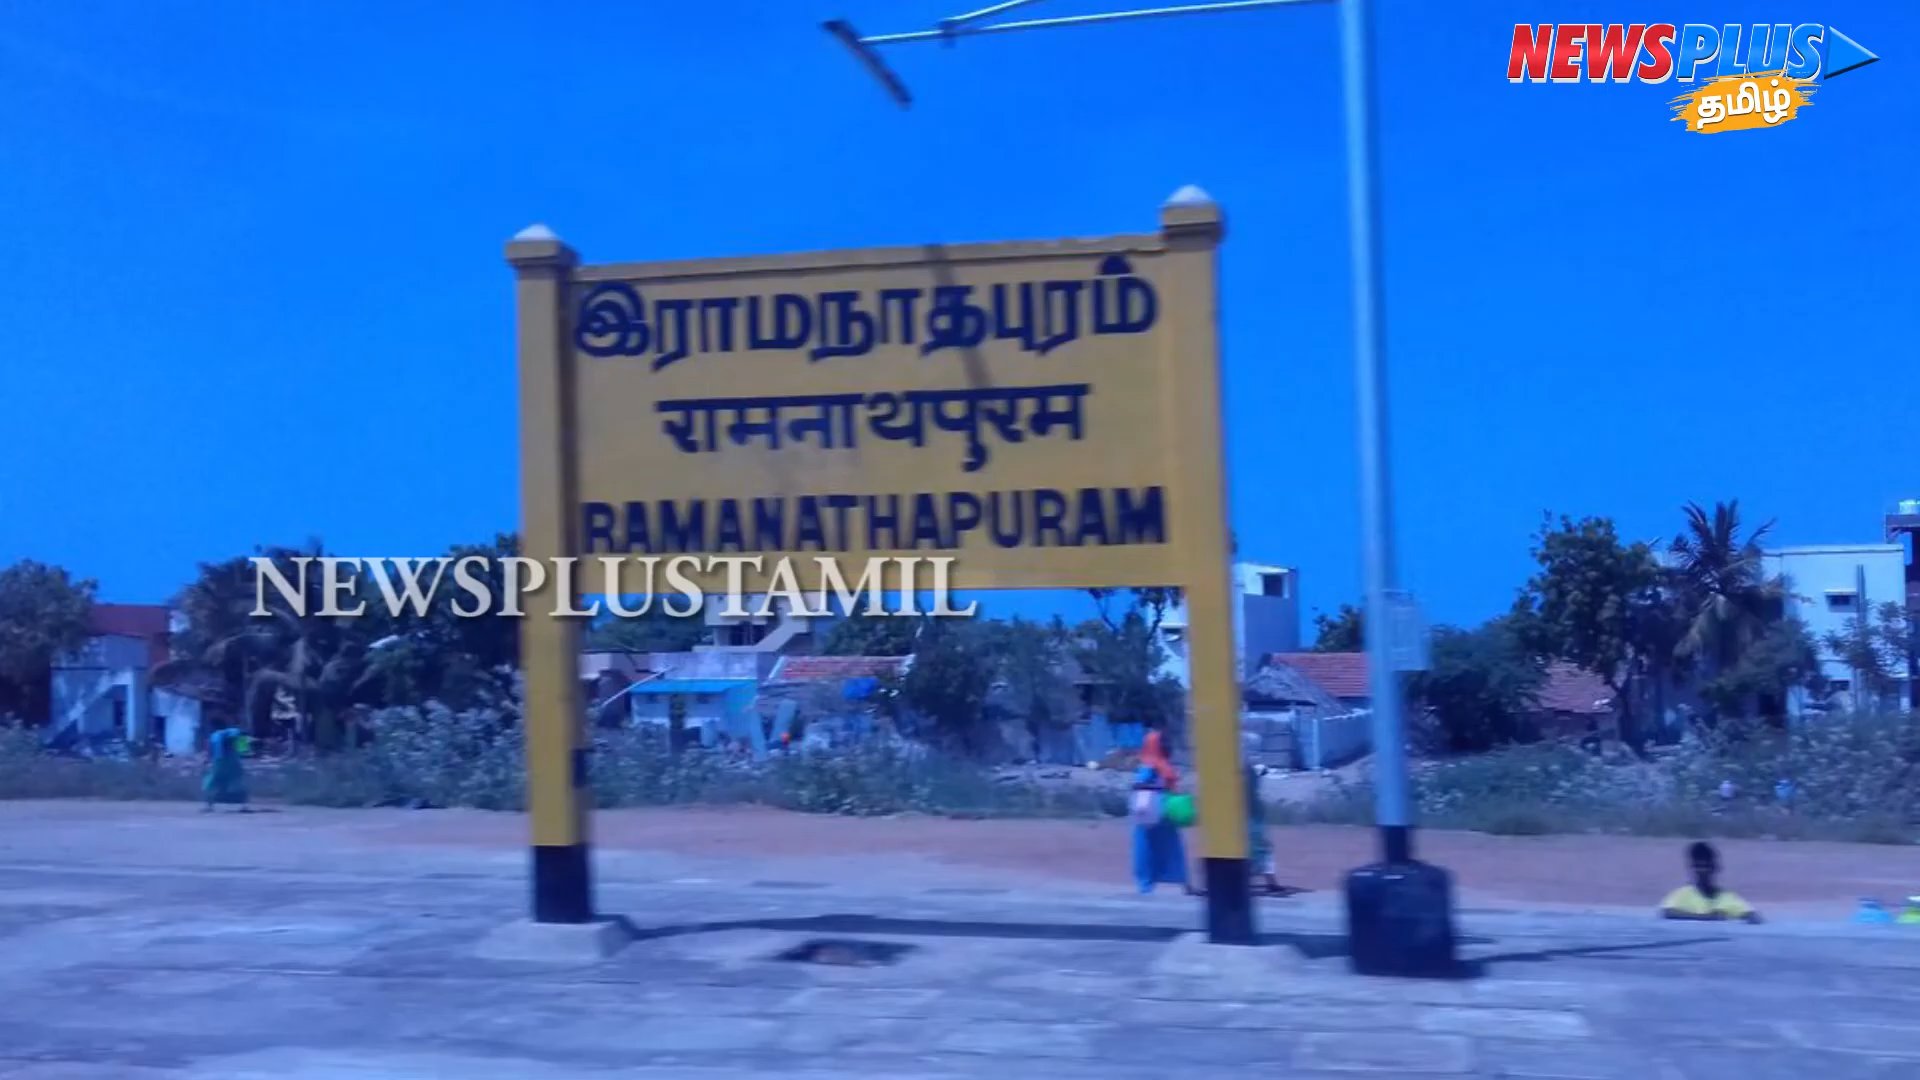 NEWSPLUS
தமிழ்
இராமநாதபுரம்
रामनाथपुरम
RAMANATHAPURAM
NEWSPLUSTAMIL